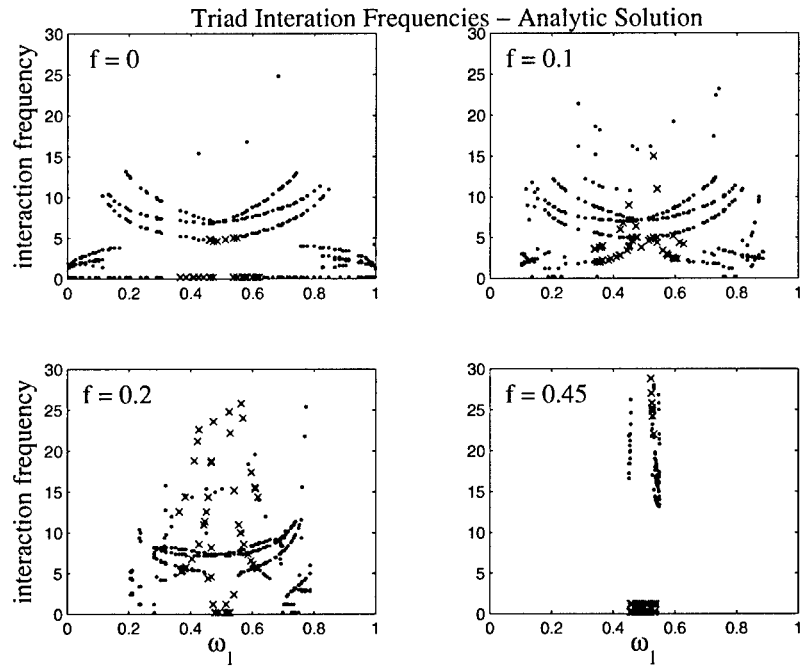 Triad Interation Frequencies – Analytic Solution
f = 0
interaction frequency
30
25
20
15
10
5
0
0 0.2 0.4 0.6 0.8 1
f = 0.1
30
25
20
15
10
5
0
0 0.2 0.4 0.6 0.8 1
f = 0.2
interaction frequency
30
25
20
15
10
5
0
0 0.2 0.4 0.6 0.8 1
ω1
f = 0.45
30
25
20
15
10
5
0
0 0.2 0.4 0.6 0.8 1
ω1